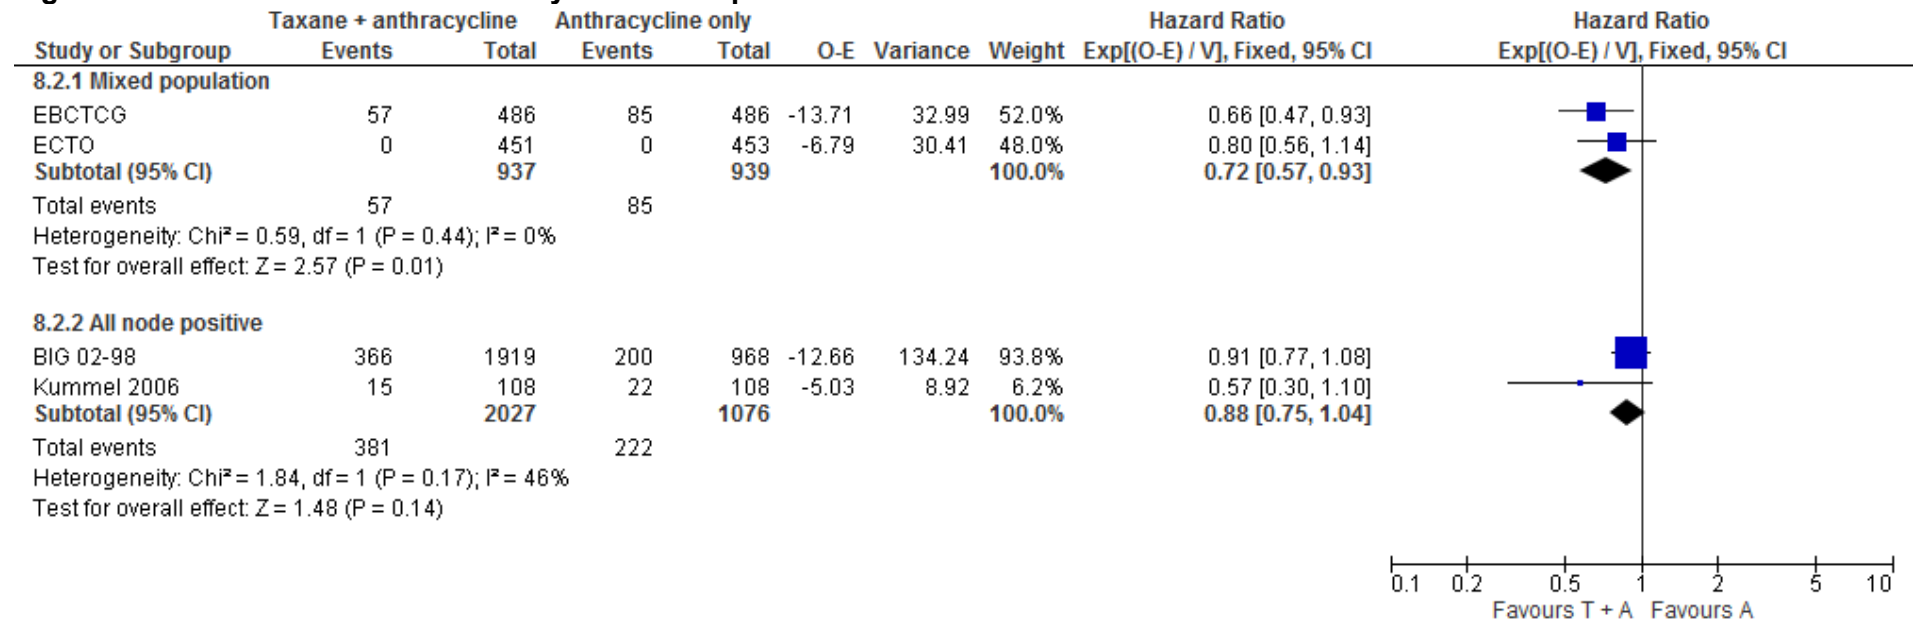 Taxane + anthracycline Anthracycline only Hazard Ratio Hazard Ratio
Study or Subgroup Events Total Events Total O-E Variance Weight Exp[(O-E) / V], Fixed, 95% CI Exp[(O-E) / V], Fixed, 95% CI
8.2.1 Mixed population
EBCTCG 57 486 85 486 -13.71 32.99 52.0% 0.66 [0.47, 0.93]
ECTO 0 451 0 453 -6.79 30.41 48.0% 0.80 [0.56, 1.14]
Subtotal (95% CI) 937 939 100.0% 0.72 [0.57, 0.93]
Total events 57 85
Heterogeneity: Chi² = 0.59, df = 1 (P = 0.44); I² = 0%
Test for overall effect: Z = 2.57 (P = 0.01)
8.2.2 All node positive
BIG 02-98 366 1919 200 968 -12.66 134.24 93.8% 0.91 [0.77, 1.08]
Kummel 2006 15 108 22 108 -5.03 8.92 6.2% 0.57 [0.30, 1.10]
Subtotal (95% CI) 2027 1076 100.0% 0.88 [0.75, 1.04]
Total events 381 222
Heterogeneity: Chi² = 1.84, df = 1 (P = 0.17); I² = 46%
Test for overall effect: Z = 1.48 (P = 0.14)
0.1 0.2 0.5 1 2 5 10
Favours T + A Favours A